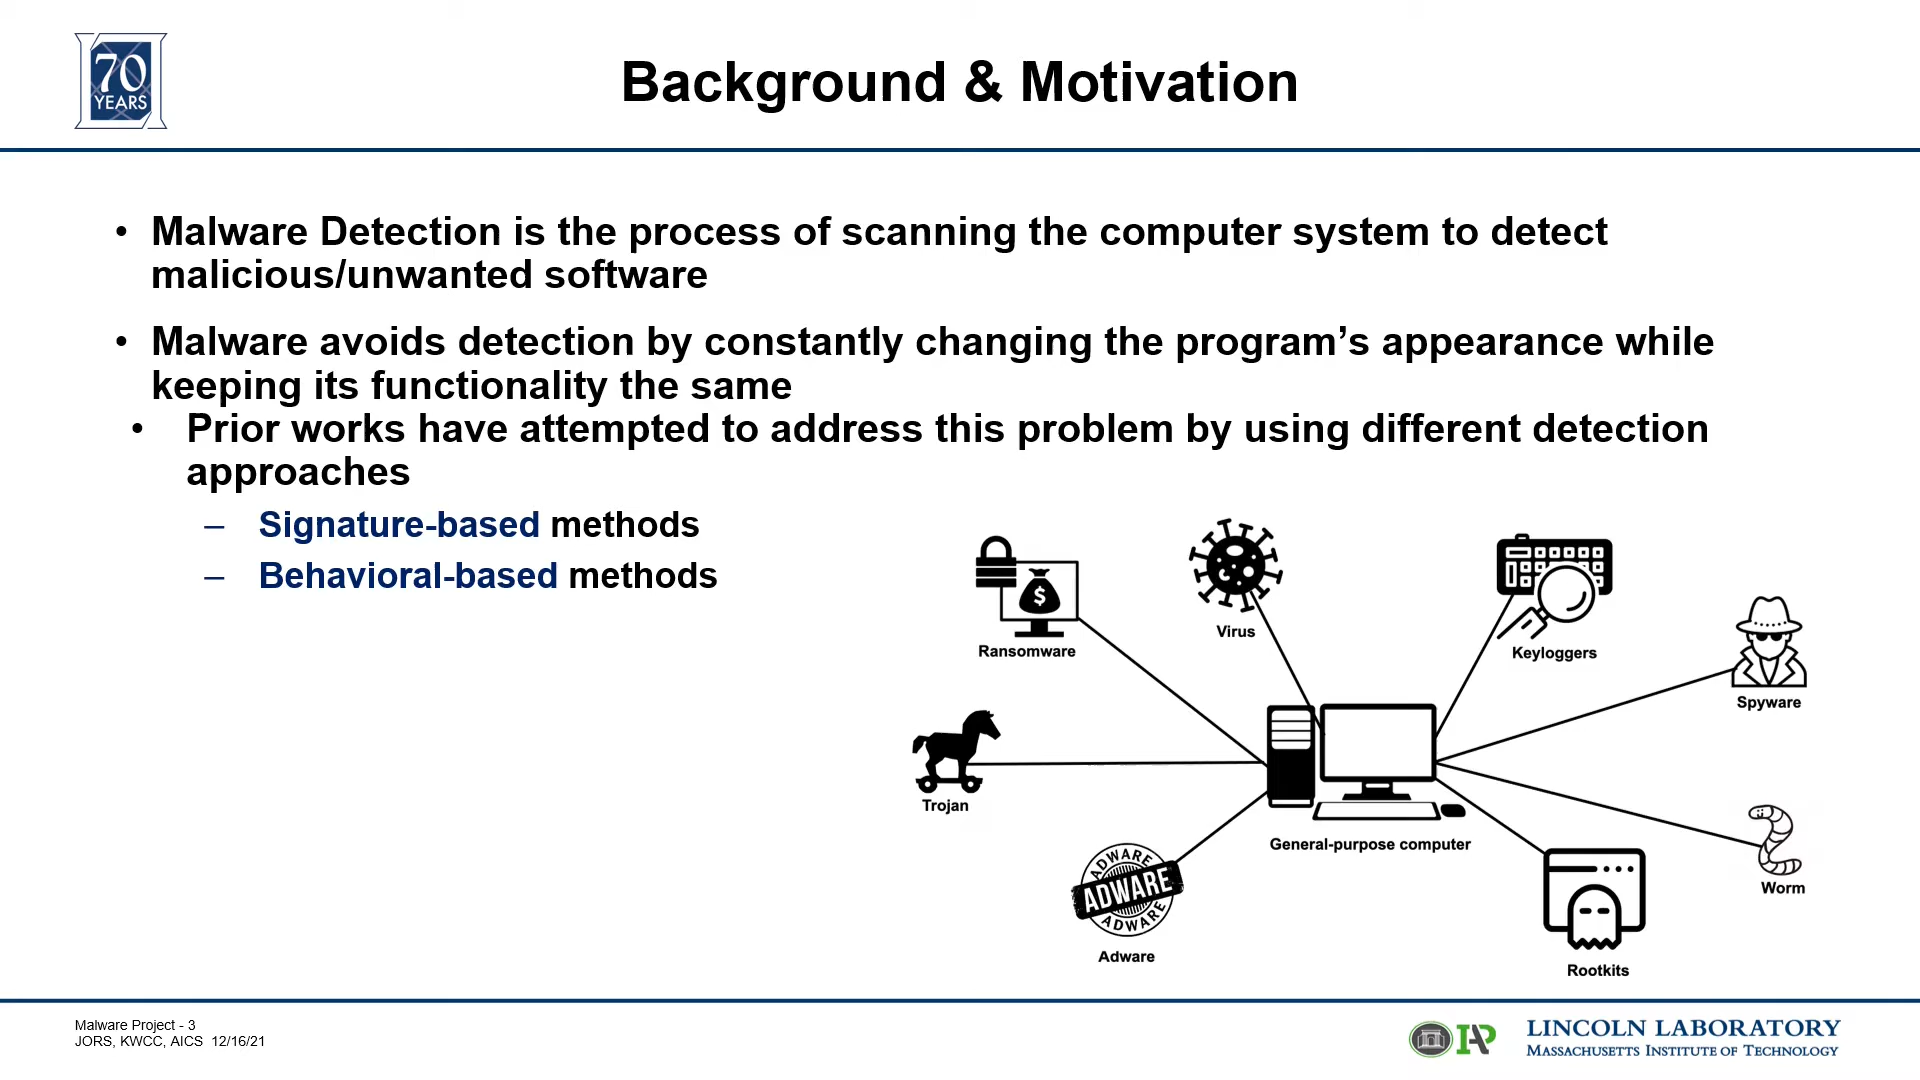 70
YEARS
Background & Motivation
• Malware Detection is the process of scanning the computer system to detect
malicious/unwanted software
• Malware avoids detection by constantly changing the program’s appearance while
keeping its functionality the same
• Prior works have attempted to address this problem by using different detection
approaches
– Signature-based methods
– Behavioral-based methods
$
Ransomware
Virus
Keyloggers
Spyware
Trojan
General-purpose computer
ADWARE
ADWARE
ADWARE
Adware
Worm
Rootkits
Malware Project - 3
JORS, KWCC, AICS 12/16/21
IAP
LINCOLN LABORATORY
MASSACHUSETTS INSTITUTE OF TECHNOLOGY